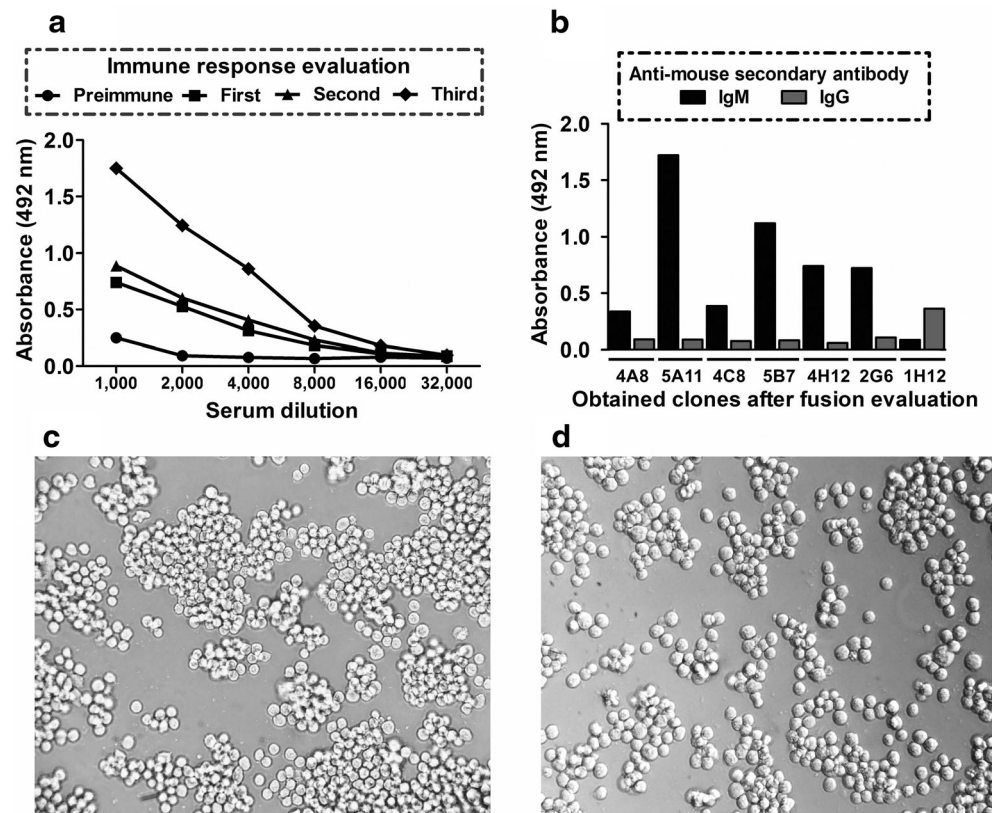 a
Immune response evaluation
Preimmune First Second Third
2.0
1.5
1.0
0.5
0.0
Absorbance (492 nm)
1,000 2,000 4,000 8,000 16,000 32,000
Serum dilution
b
Anti-mouse secondary antibody
IgM IgG
2.0
1.5
1.0
0.5
0.0
Absorbance (492 nm)
4A8 5A11 4C8 5B7 4H12 2G6 1H12
Obtained clones after fusion evaluation
c
d